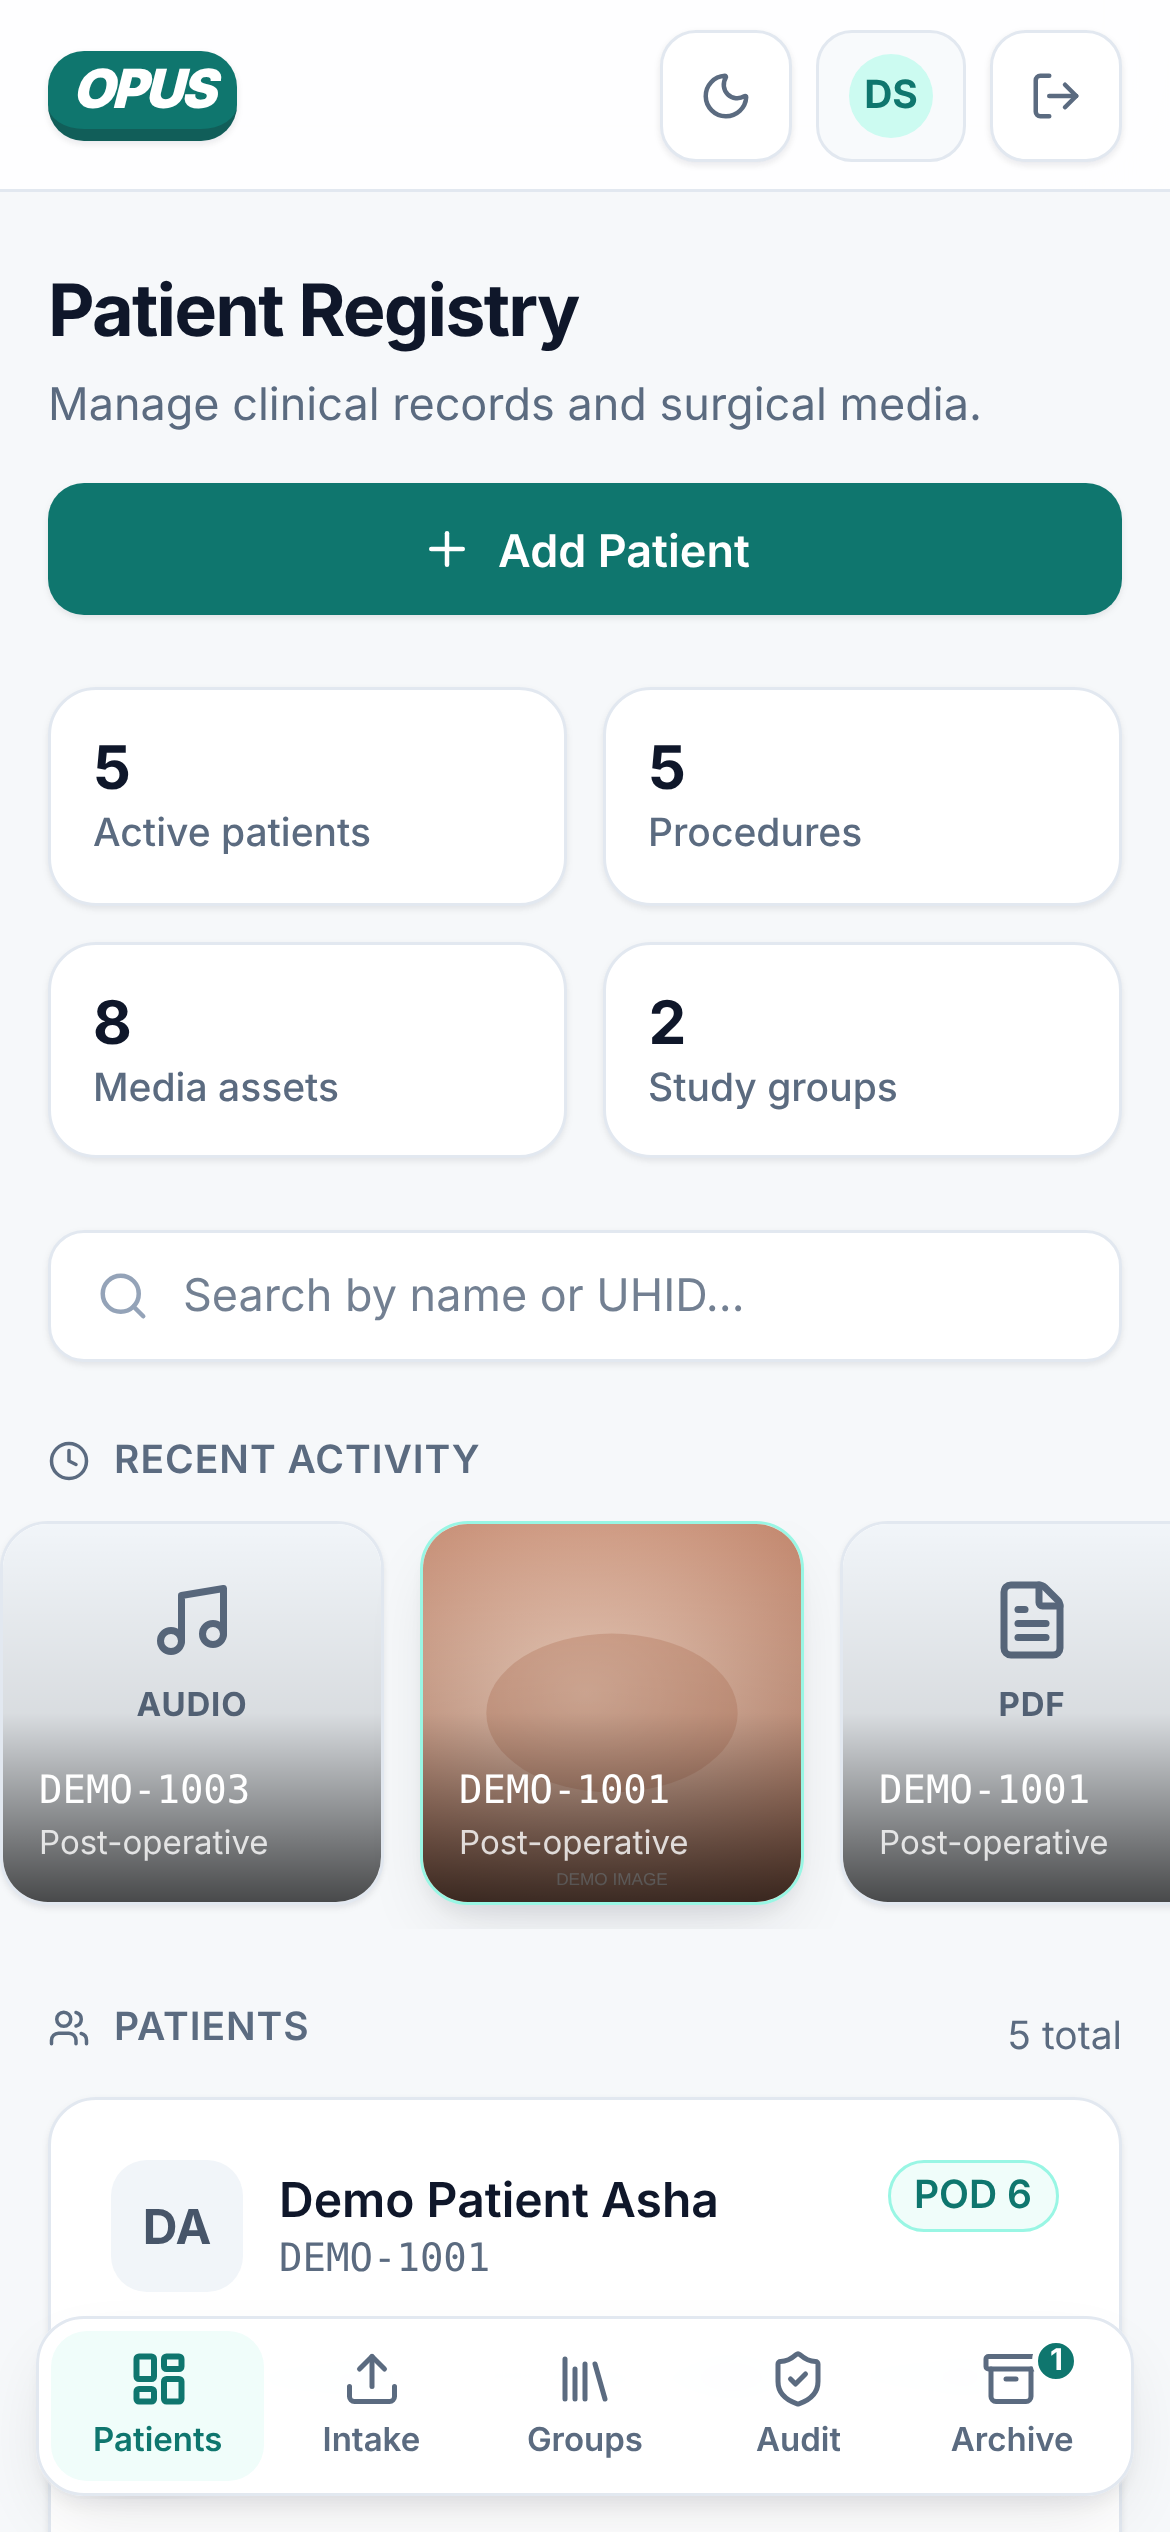 OPUS
DS
Patient Registry
Manage clinical records and surgical media.
Add Patient
5
Active patients
5
Procedures
8
Media assets
2
Study groups
Search by name or UHID...
RECENT ACTIVITY
AUDIO
DEMO-1003
Post-operative
DEMO-1001
Post-operative
DEMO IMAGE
PDF
DEMO-1001
Post-operative
PATIENTS
5 total
DA
Demo Patient Asha
DEMO-1001
POD 6
Patients
Intake
Groups
Audit
1
Archive